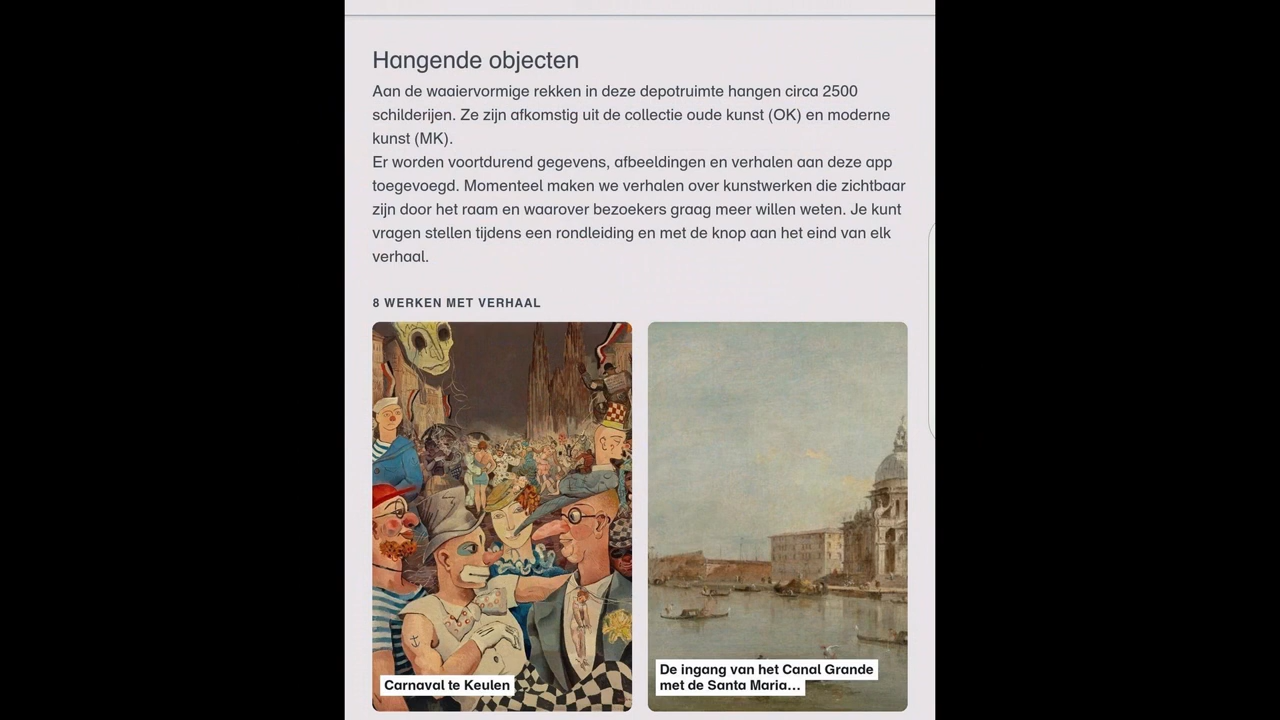 Hangende objecten
Aan de waaiervormige rekken in deze depotruimte hangen circa 2500
schilderijen. Ze zijn afkomstig uit de collectie oude kunst (OK) en moderne
kunst (MK).
Er worden voortdurend gegevens, afbeeldingen en verhalen aan deze app
toegevoegd. Momenteel maken we verhalen over kunstwerken die zichtbaar
zijn door het raam en waarover bezoekers graag meer willen weten. Je kunt
vragen stellen tijdens een rondleiding en met de knop aan het eind van elk
verhaal.
8 WERKEN MET VERHAAL
Carnaval te Keulen
De ingang van het Canal Grande
met de Santa Maria...